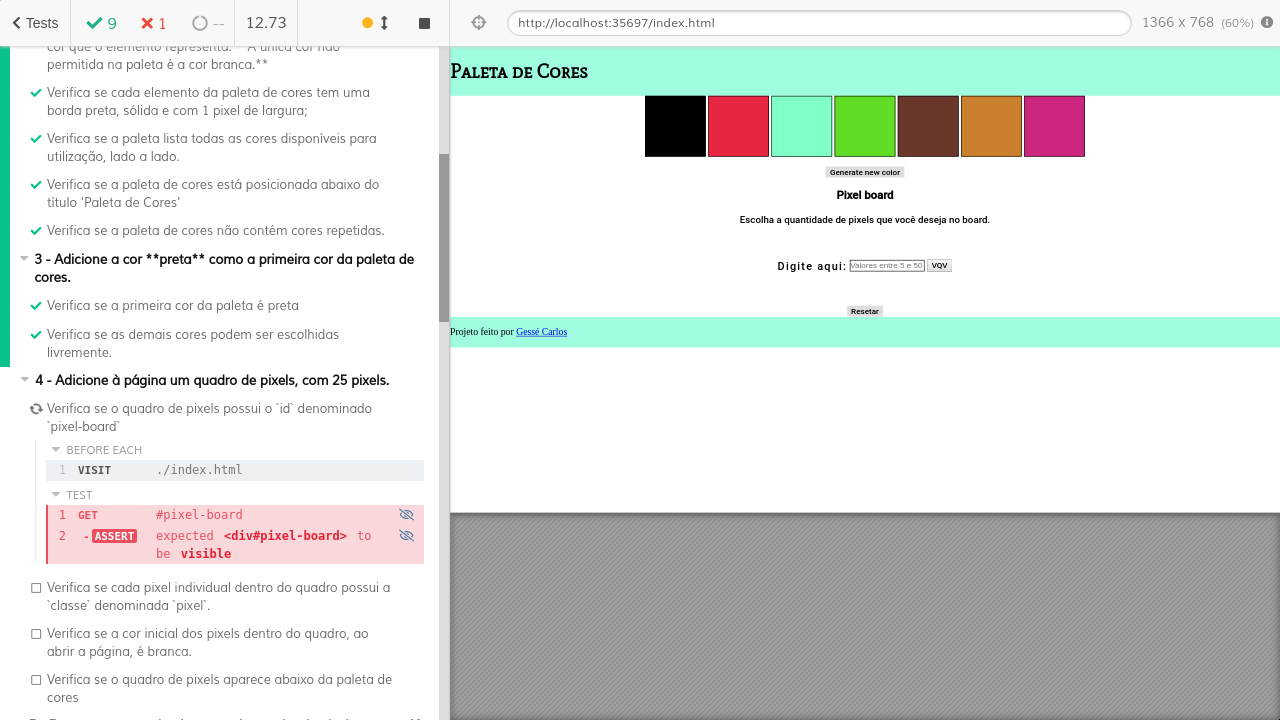 Tests
9
1
--
12.73
http://localhost:35697/index.html
1366 x 768 (60%)
cor que o elemento representa. **A única cor não
permitida na paleta é a cor branca.**
Verifica se cada elemento da paleta de cores tem uma
borda preta, sólida e com 1 pixel de largura;
Verifica se a paleta lista todas as cores disponíveis para
utilização, lado a lado.
Verifica se a paleta de cores está posicionada abaixo do
título 'Paleta de Cores'
Verifica se a paleta de cores não contém cores repetidas.
3 - Adicione a cor **preta** como a primeira cor da paleta de
cores.
Verifica se a primeira cor da paleta é preta
Verifica se as demais cores podem ser escolhidas
livremente.
4 - Adicione à página um quadro de pixels, com 25 pixels.
Verifica se o quadro de pixels possui o `id` denominado
`pixel-board`
BEFORE EACH
1 VISIT ./index.html
TEST
1 GET #pixel-board
2 -ASSERT expected <div#pixel-board> to
be visible
Verifica se cada pixel individual dentro do quadro possui a
`classe` denominada `pixel`.
Verifica se a cor inicial dos pixels dentro do quadro, ao
abrir a página, é branca.
Verifica se o quadro de pixels aparece abaixo da paleta de
cores
Paleta de Cores
Generate new color
Pixel board
Escolha a quantidade de pixels que você deseja no board.
Digite aqui: Valores entre 5 e 50 VQV
Resetar
Projeto feito por Gessé Carlos